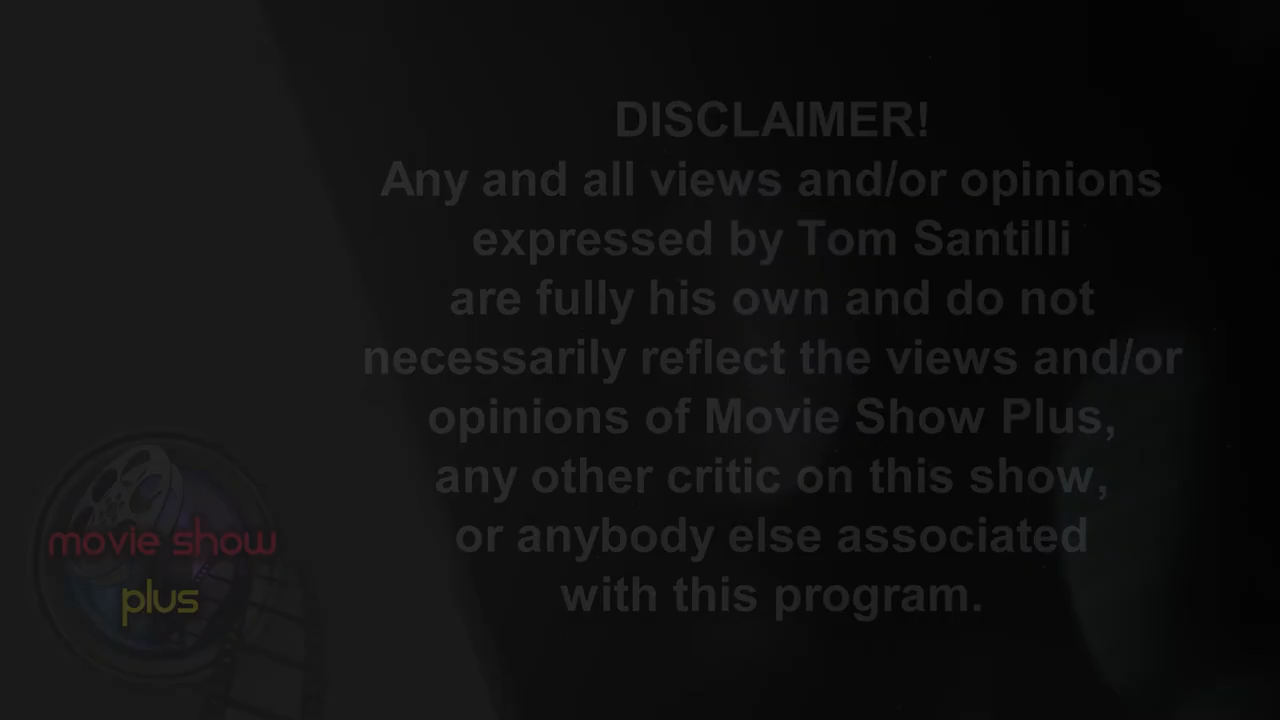 DISCLAIMER!
Any and all views and/or opinions
expressed by Tom Santilli
are fully his own and do not
necessarily reflect the views and/or
opinions of Movie Show Plus,
any other critic on this show,
or anybody else associated
with this program.
movie show
plus